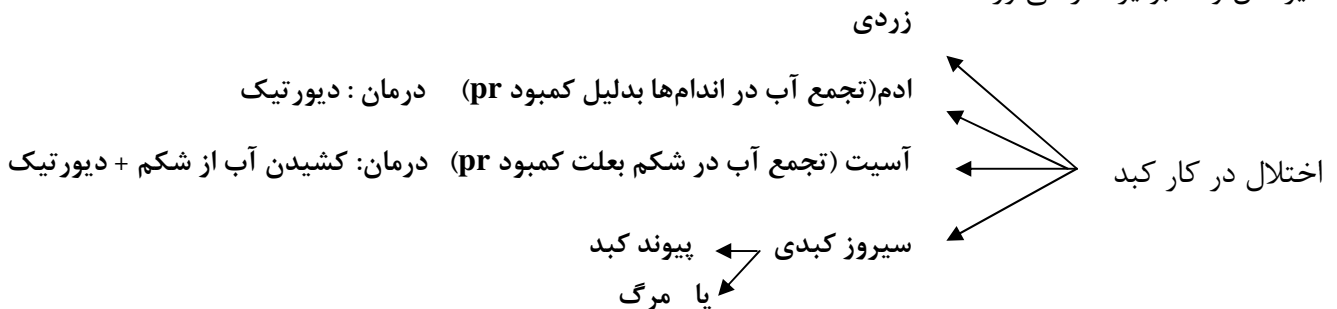 زردی
ادم(تجمع آب در اندام‌ها بدلیل کمبود pr) درمان : دیورتیک
آسیت (تجمع آب در شکم بعلت کمبود pr) درمان: کشیدن آب از شکم + دیورتیک
اختلال در کار کبد
سیروز کبدی پیوند کبد
یا مرگ